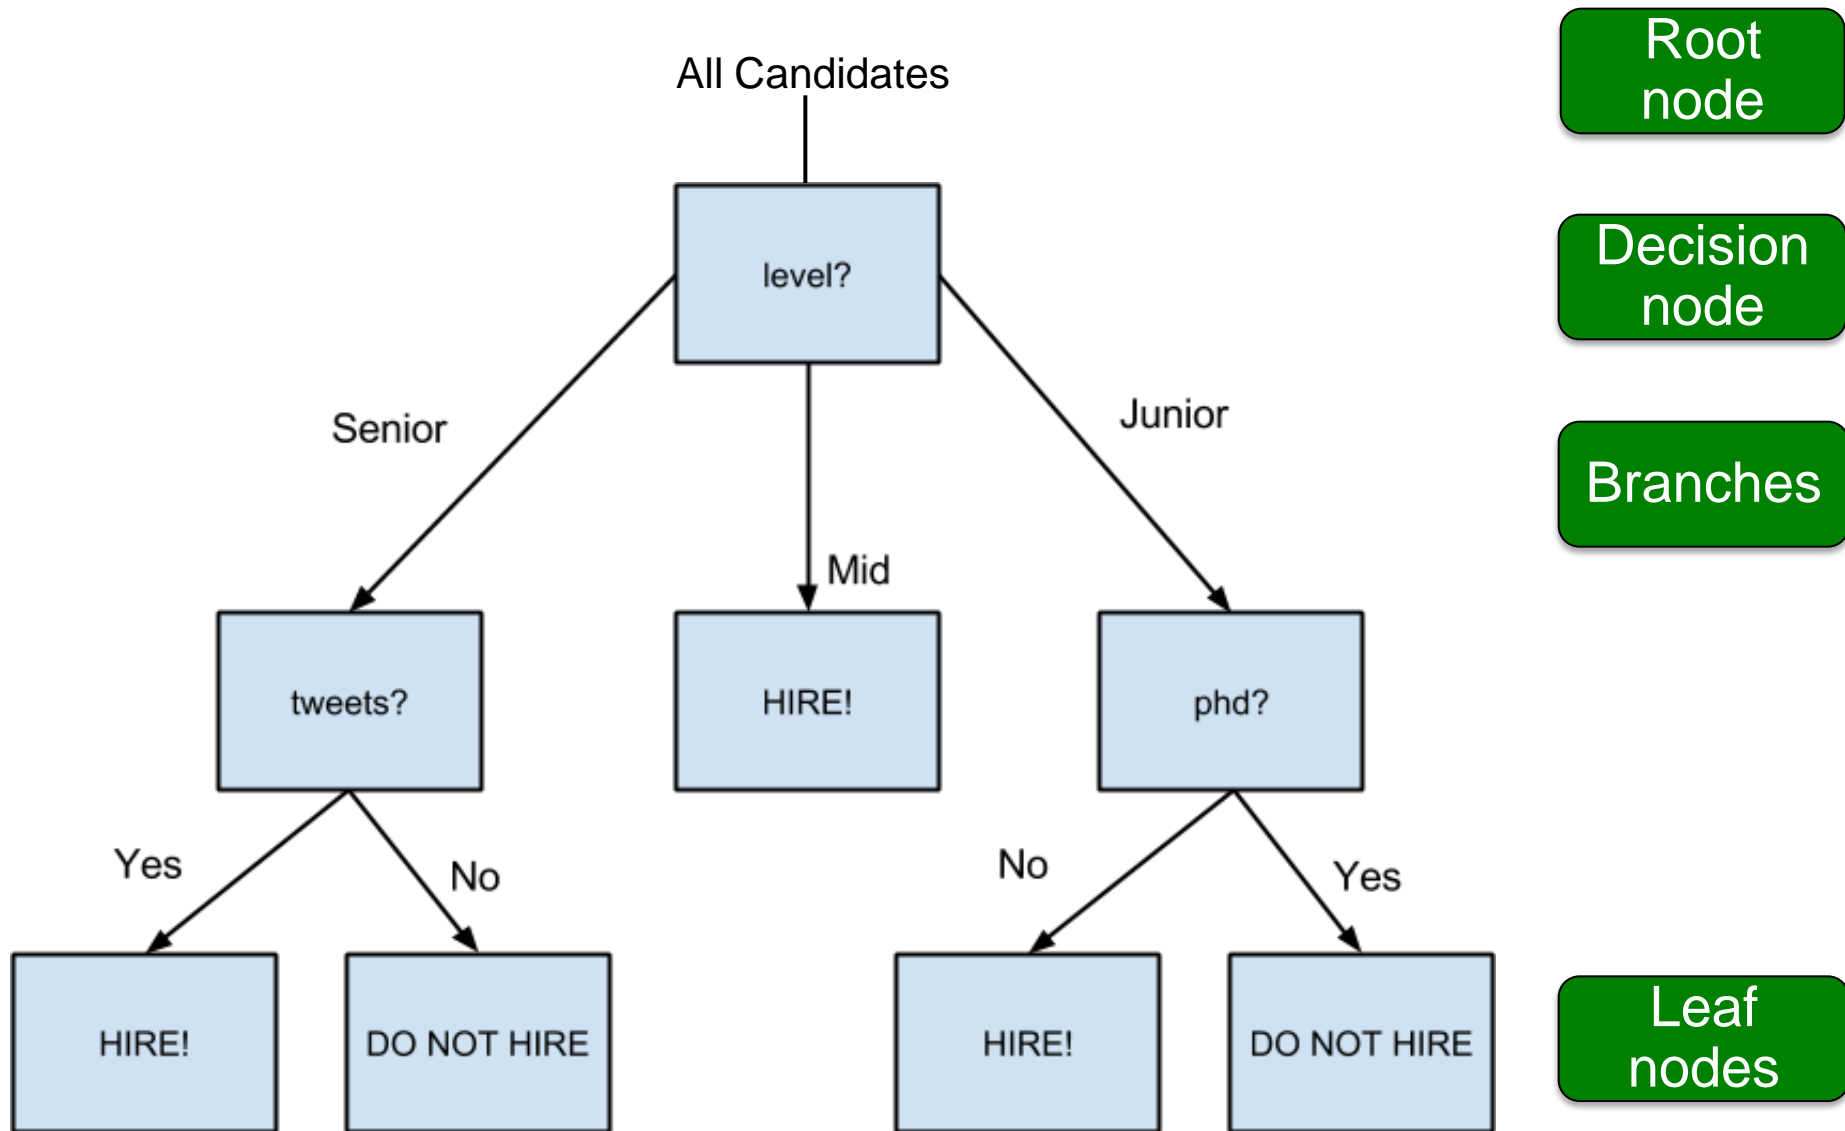 All Candidates
Root
node
level?
Decision
node
Senior
Junior
Branches
Mid
tweets?
HIRE!
phd?
Yes
No
No
Yes
HIRE!
DO NOT HIRE
HIRE!
DO NOT HIRE
Leaf
nodes